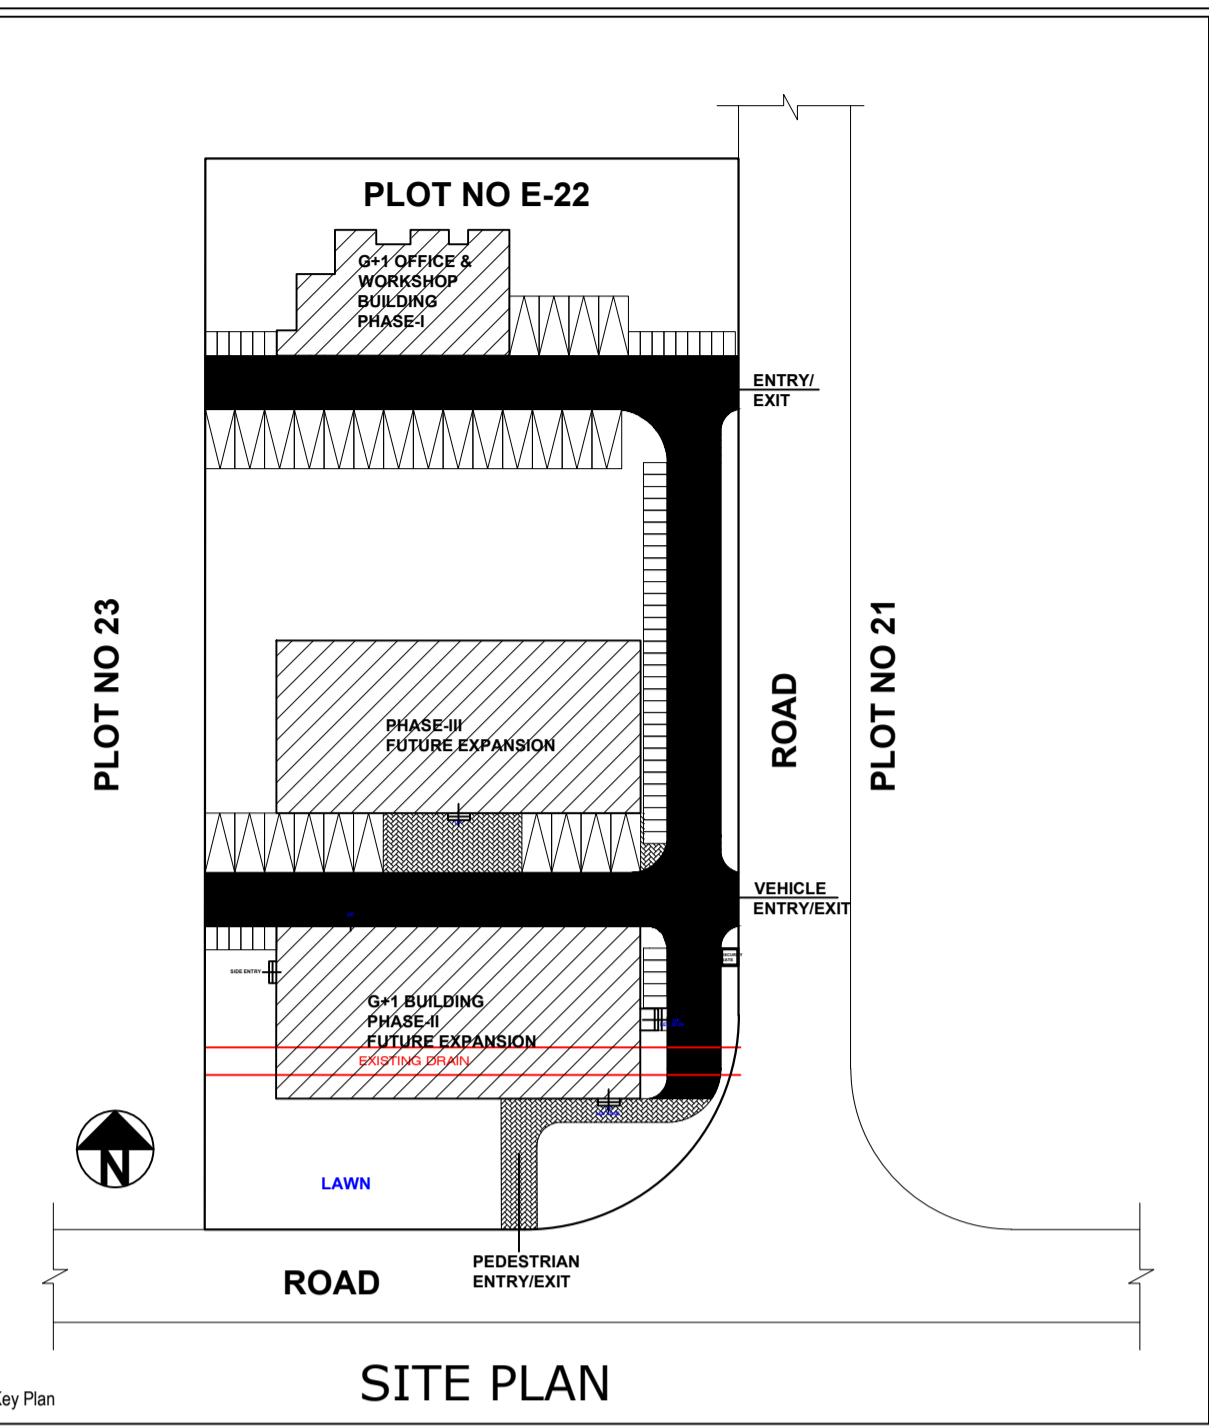 PLOT NO E-22
G+1 OFFICE &
WORKSHOP
BUILDING
PHASE-I
ENTRY/
EXIT
PLOT NO 23
ROAD
PLOT NO 21
PHASE-III
FUTURE EXPANSION
VEHICLE
ENTRY/EXIT
SIDE ENTRY
G+1 BUILDING
PHASE-II
FUTURE EXPANSION
EXISTING DRAIN
N
LAWN
PEDESTRIAN
ENTRY/EXIT
ROAD
SITE PLAN
Key Plan